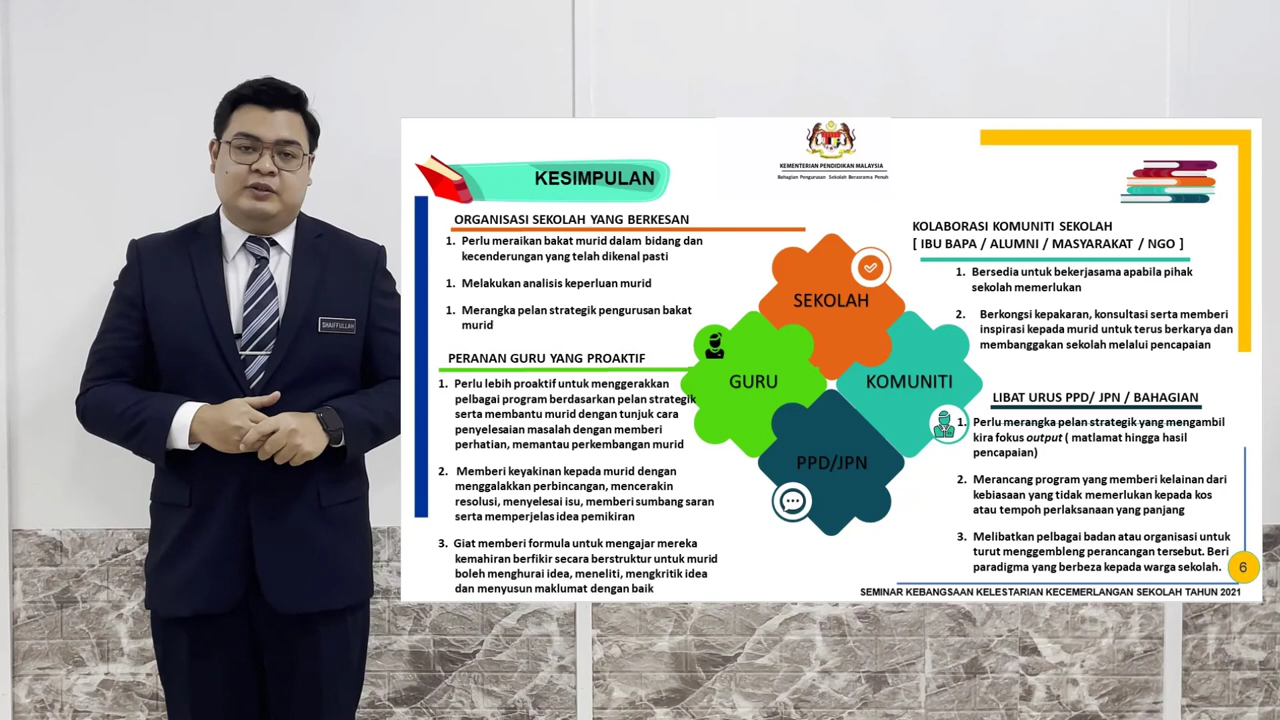 SHAIFFULLAH
KEMENTERIAN PENDIDIKAN MALAYSIA
Bahagian Pengurusan Sekolah Berasrama Penuh
KESIMPULAN
ORGANISASI SEKOLAH YANG BERKESAN
1. Perlu meraikan bakat murid dalam bidang dan
kecenderungan yang telah dikenal pasti
1. Melakukan analisis keperluan murid
1. Merangka pelan strategik pengurusan bakat
murid
PERANAN GURU YANG PROAKTIF
1. Perlu lebih proaktif untuk menggerakkan
pelbagai program berdasarkan pelan strategik
serta membantu murid dengan tunjuk cara
penyelesaian masalah dengan memberi
perhatian, memantau perkembangan murid
2. Memberi keyakinan kepada murid dengan
menggalakkan perbincangan, mencerakin
resolusi, menyelesai isu, memberi sumbang saran
serta memperjelas idea pemikiran
3. Giat memberi formula untuk mengajar mereka
kemahiran berfikir secara berstruktur untuk murid
boleh menghurai idea, meneliti, mengkritik idea
dan menyusun maklumat dengan baik
SEKOLAH
GURU
KOMUNITI
PPD/JPN
KOLABORASI KOMUNITI SEKOLAH
[ IBU BAPA / ALUMNI / MASYARAKAT / NGO ]
1. Bersedia untuk bekerjasama apabila pihak
sekolah memerlukan
2. Berkongsi kepakaran, konsultasi serta memberi
inspirasi kepada murid untuk terus berkarya dan
membanggakan sekolah melalui pencapaian
LIBAT URUS PPD/ JPN / BAHAGIAN
1. Perlu merangka pelan strategik yang mengambil
kira fokus output ( matlamat hingga hasil
pencapaian)
2. Merancang program yang memberi kelainan dari
kebiasaan yang tidak memerlukan kepada kos
atau tempoh perlaksanaan yang panjang
3. Melibatkan pelbagai badan atau organisasi untuk
turut menggembleng perancangan tersebut. Beri
paradigma yang berbeza kepada warga sekolah.
6
SEMINAR KEBANGSAAN KELESTARIAN KECEMERLANGAN SEKOLAH TAHUN 2021